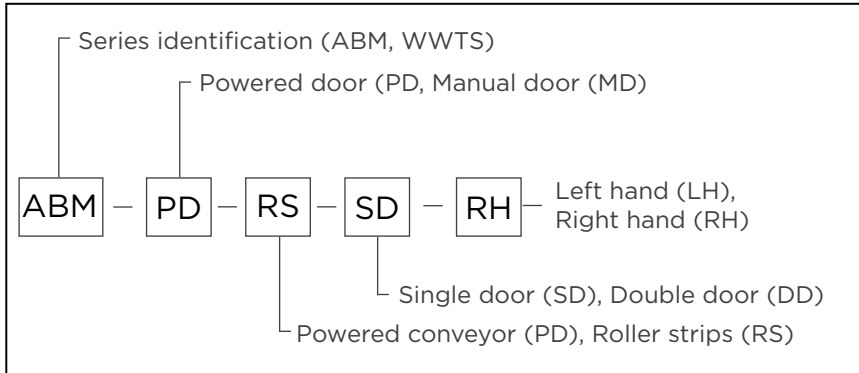 Series identification (ABM, WWTS)
Powered door (PD, Manual door (MD)
ABM – PD – RS – SD – RH
Left hand (LH),
Right hand (RH)
Single door (SD), Double door (DD)
Powered conveyor (PD), Roller strips (RS)